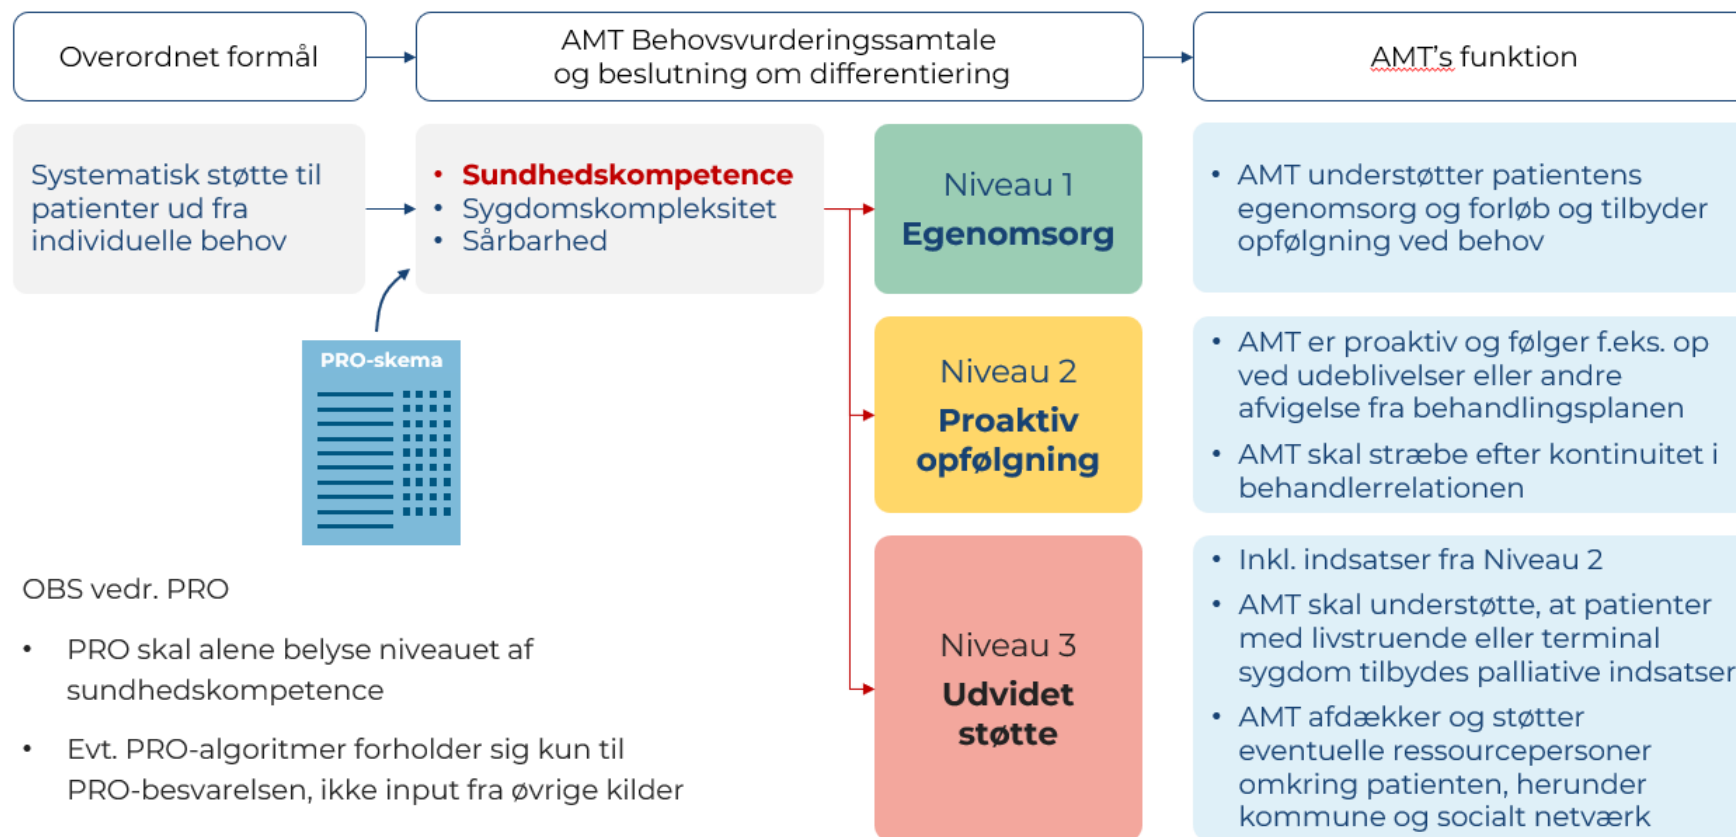 Overordnet formål
AMT Behovsvurderingssamtale
og beslutning om differentiering
AMT's funktion
Systematisk støtte til
patienter ud fra
individuelle behov
• Sundhedskompetence
• Sygdomskompleksitet
• Sårbarhed
PRO-skema
Niveau 1
Egenomsorg
• AMT understøtter patientens
egenomsorg og forløb og tilbyder
opfølgning ved behov
Niveau 2
Proaktiv
opfølgning
• AMT er proaktiv og følger f.eks. op
ved udeblivelser eller andre
afvigelse fra behandlingsplanen
• AMT skal stræbe efter kontinuitet i
behandlerrelationen
Niveau 3
Udvidet
støtte
• Inkl. indsatser fra Niveau 2
• AMT skal understøtte, at patienter
med livstruende eller terminal
sygdom tilbydes palliative indsatser
• AMT afdækker og støtter
eventuelle ressourcepersoner
omkring patienten, herunder
kommune og socialt netværk
OBS vedr. PRO
• PRO skal alene belyse niveauet af
sundhedskompetence
• Evt. PRO-algoritmer forholder sig kun til
PRO-besvarelsen, ikke input fra øvrige kilder